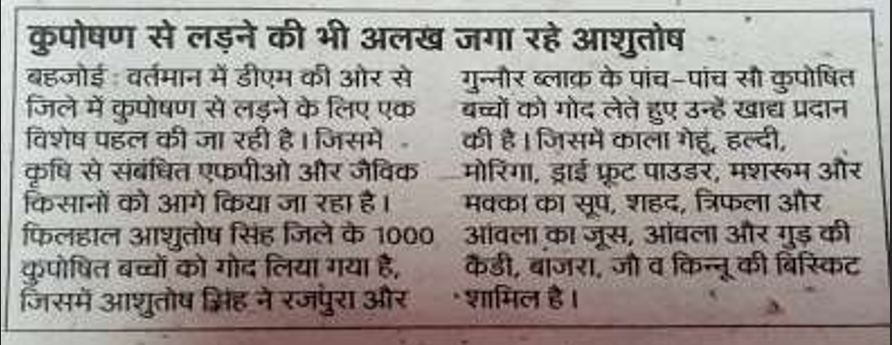 कुपोषण से लड़ने की भी अलख जगा रहे आशुतोष
बहजोई : वर्तमान में डीएम की ओर से
जिले में कुपोषण से लड़ने के लिए एक
विशेष पहल की जा रही है। जिसमें
कृषि से संबंधित एफपीओ और जैविक
किसानों को आगे किया जा रहा है।
फिलहाल आशुतोष सिंह जिले के 1000
कुपोषित बच्चों को गोद लिया गया है,
जिसमें आशुतोष सिंह ने रजपुरा और
गुन्नौर ब्लाक के पांच-पांच सौ कुपोषित
बच्चों को गोद लेते हुए उन्हें खाद्य प्रदान
की है। जिसमें काला गेहूं, हल्दी,
मोरिंगा, ड्राई फ्रूट पाउडर, मशरूम और
मक्का का सूप, शहद, त्रिफला और
आंवला का जूस, आंवला और गुड़ की
कैंडी, बाजरा, जौ व किन्नू की बिस्किट
शामिल है।